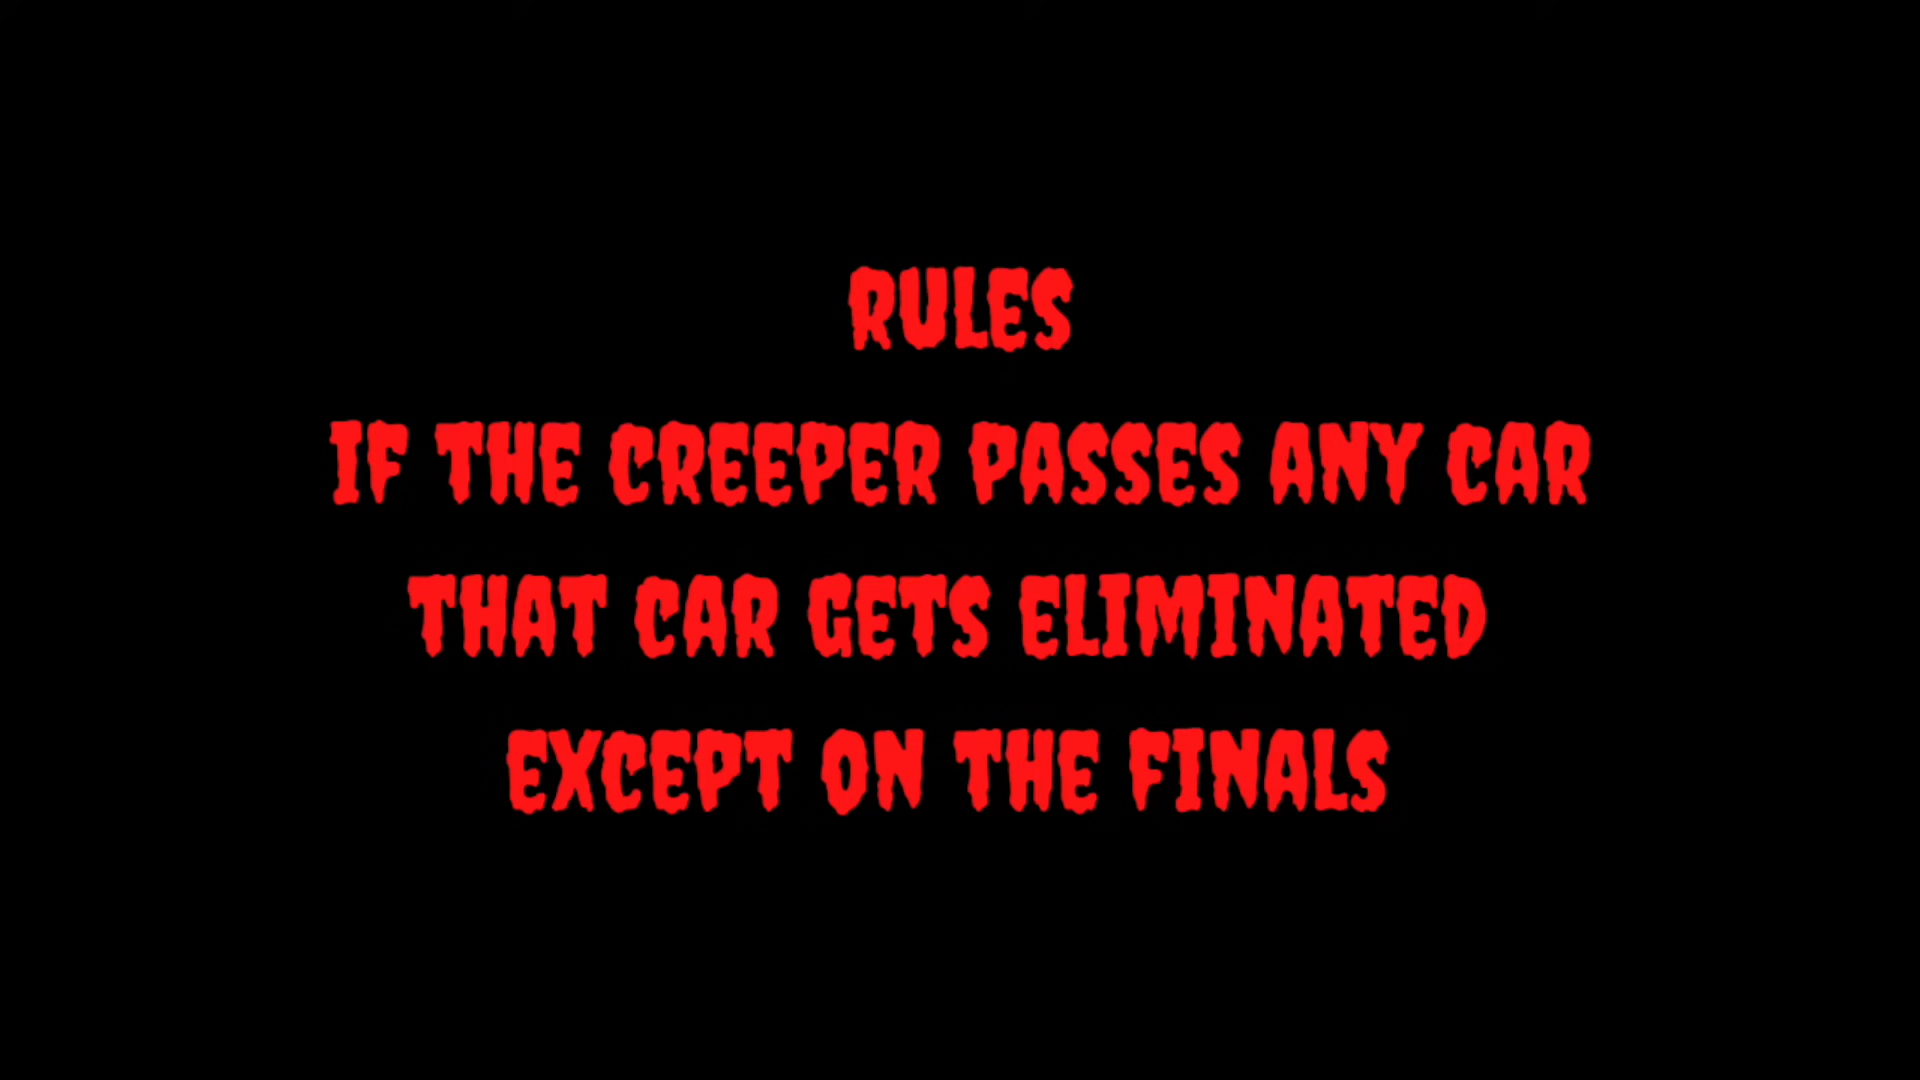 RULES
IF THE CREEPER PASSES ANY CAR
THAT CAR GETS ELIMINATED
EXCEPT ON THE FINALS